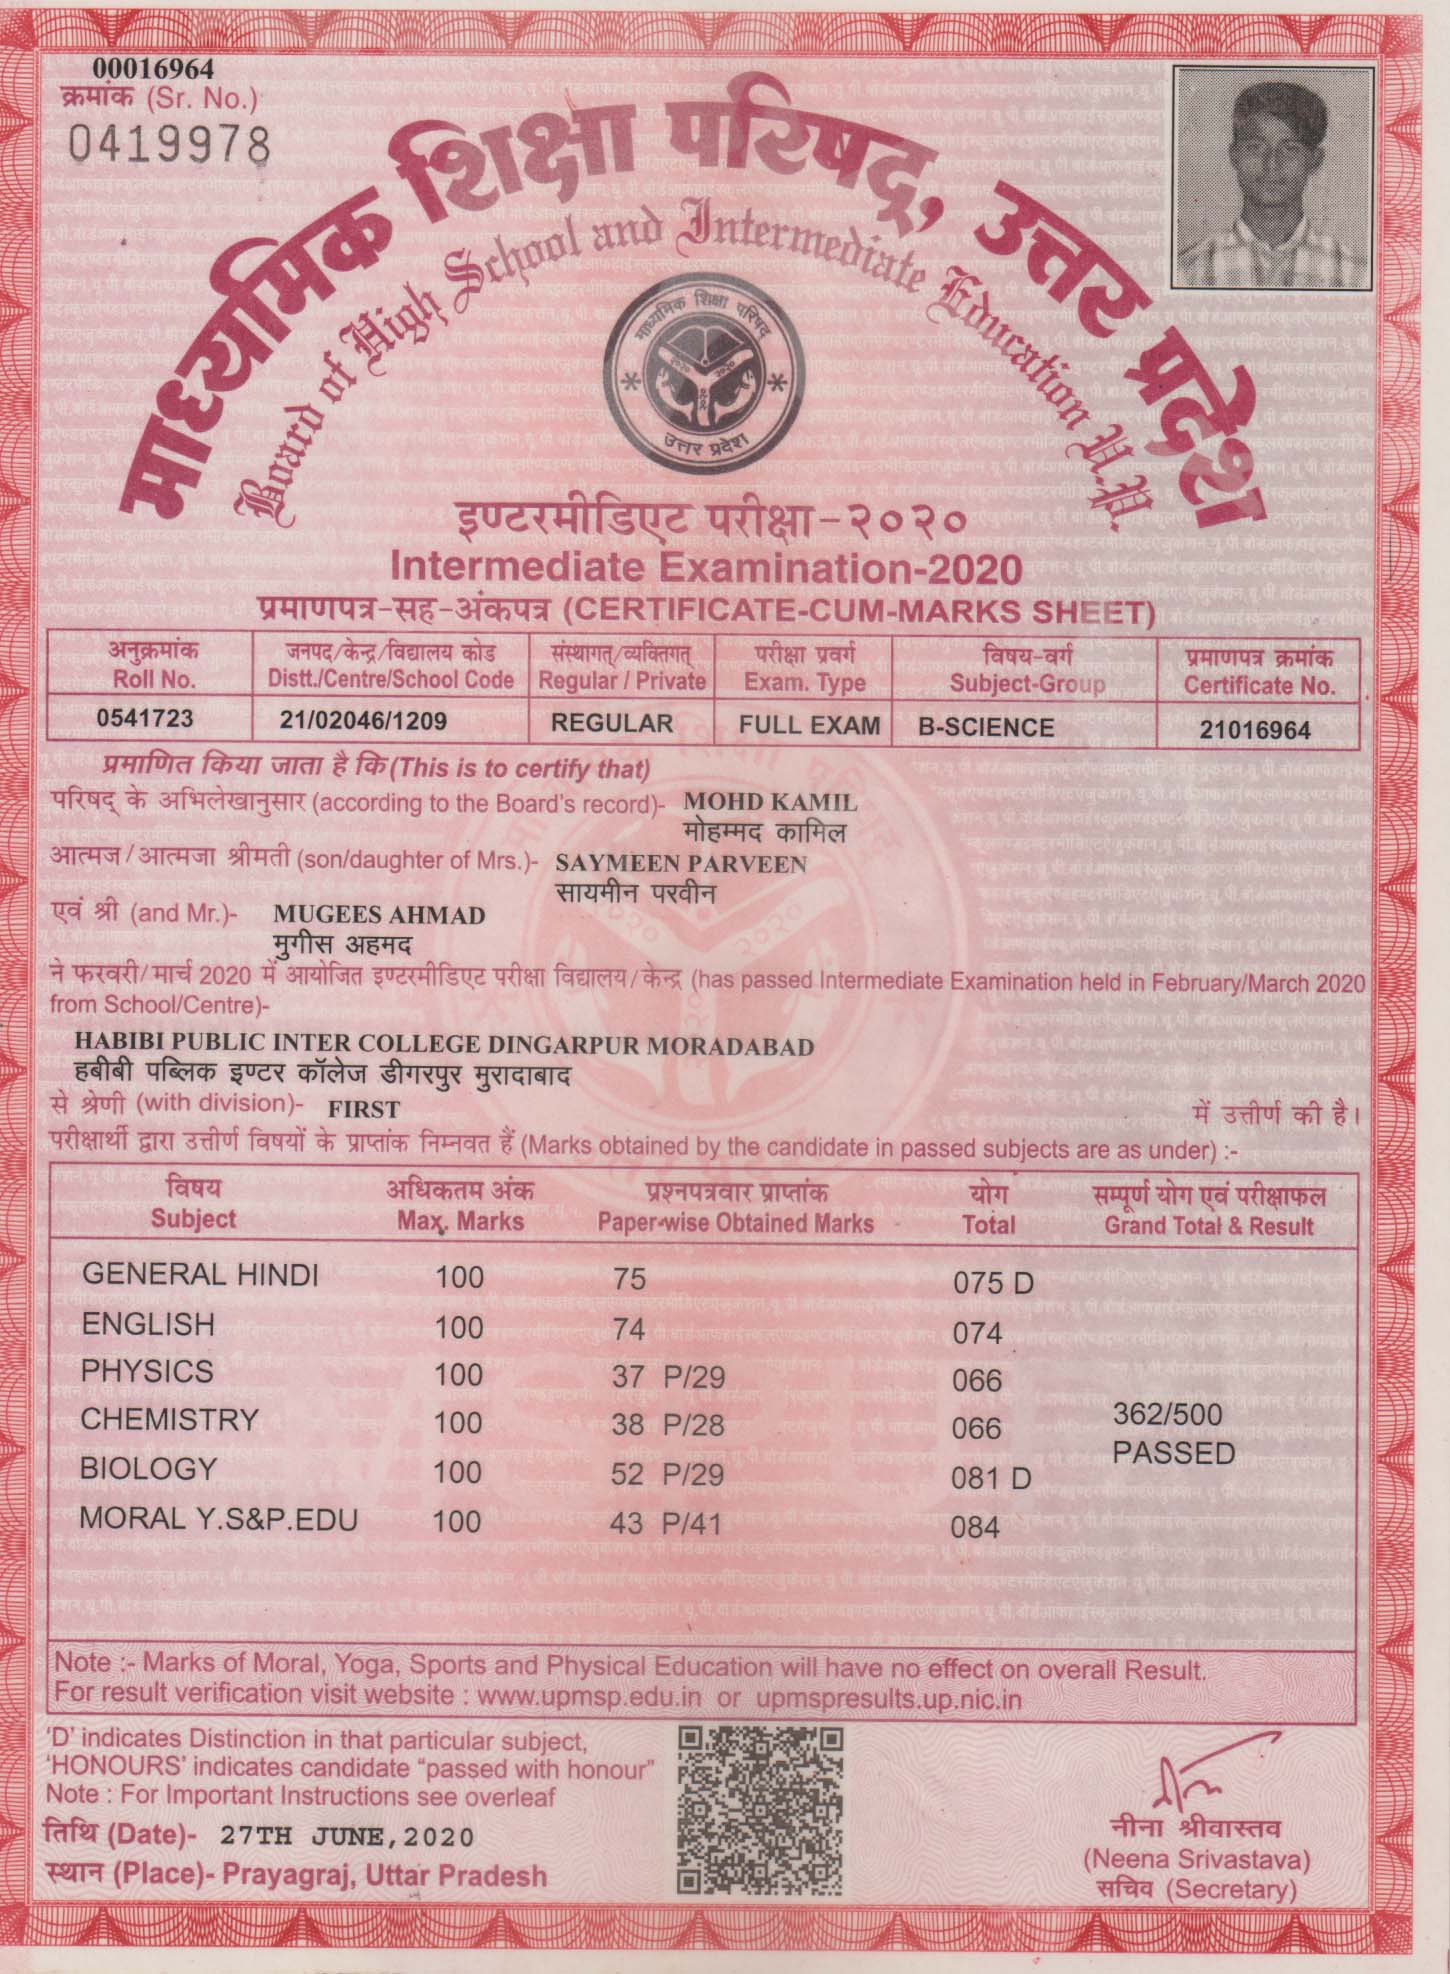 00016964
क्रमांक (Sr. No.)
0419978
माध्यमिक शिक्षा परिषद्, उत्तर प्रदेश
Board of High School and Intermediate Education U.P.
माध्यमिक शिक्षा परिषद
उत्तर प्रदेश
इण्टरमीडिएट परीक्षा-२०२०
Intermediate Examination-2020
प्रमाणपत्र-सह-अंकपत्र (CERTIFICATE-CUM-MARKS SHEET)
अनुक्रमांक जनपद/केन्द्र/विद्यालय कोड संस्थागत्/व्यक्तिगत् परीक्षा प्रवर्ग विषय-वर्ग प्रमाणपत्र क्रमांक
Roll No. Distt./Centre/School Code Regular / Private Exam. Type Subject-Group Certificate No.
0541723 21/02046/1209 REGULAR FULL EXAM B-SCIENCE 21016964
प्रमाणित किया जाता है कि (This is to certify that)
परिषद् के अभिलेखानुसार (according to the Board's record)- MOHD KAMIL
मोहम्मद कामिल
आत्मज/आत्मजा श्रीमती (son/daughter of Mrs.)- SAYMEEN PARVEEN
सायमीन परवीन
एवं श्री (and Mr.)- MUGEES AHMAD
मुगीस अहमद
ने फरवरी/मार्च 2020 में आयोजित इण्टरमीडिएट परीक्षा विद्यालय/केन्द्र (has passed Intermediate Examination held in February/March 2020
from School/Centre)-
HABIBI PUBLIC INTER COLLEGE DINGARPUR MORADABAD
हबीबी पब्लिक इण्टर कॉलेज डीगरपुर मुरादाबाद
से श्रेणी (with division)- FIRST में उत्तीर्ण की है।
परीक्षार्थी द्वारा उत्तीर्ण विषयों के प्राप्तांक निम्नवत हैं (Marks obtained by the candidate in passed subjects are as under) :-
विषय अधिकतम अंक प्रश्नपत्रवार प्राप्तांक योग सम्पूर्ण योग एवं परीक्षाफल
Subject Max. Marks Paper-wise Obtained Marks Total Grand Total & Result
GENERAL HINDI 100 75 075 D
ENGLISH 100 74 074
PHYSICS 100 37 P/29 066
CHEMISTRY 100 38 P/28 066 362/500
PASSED
BIOLOGY 100 52 P/29 081 D
MORAL Y.S&P.EDU 100 43 P/41 084
Note :- Marks of Moral, Yoga, Sports and Physical Education will have no effect on overall Result.
For result verification visit website : www.upmsp.edu.in or upmspresults.up.nic.in
'D' indicates Distinction in that particular subject,
'HONOURS' indicates candidate "passed with honour"
Note : For Important Instructions see overleaf
तिथि (Date)- 27TH JUNE,2020
स्थान (Place)- Prayagraj, Uttar Pradesh
नीना श्रीवास्तव
(Neena Srivastava)
सचिव (Secretary)